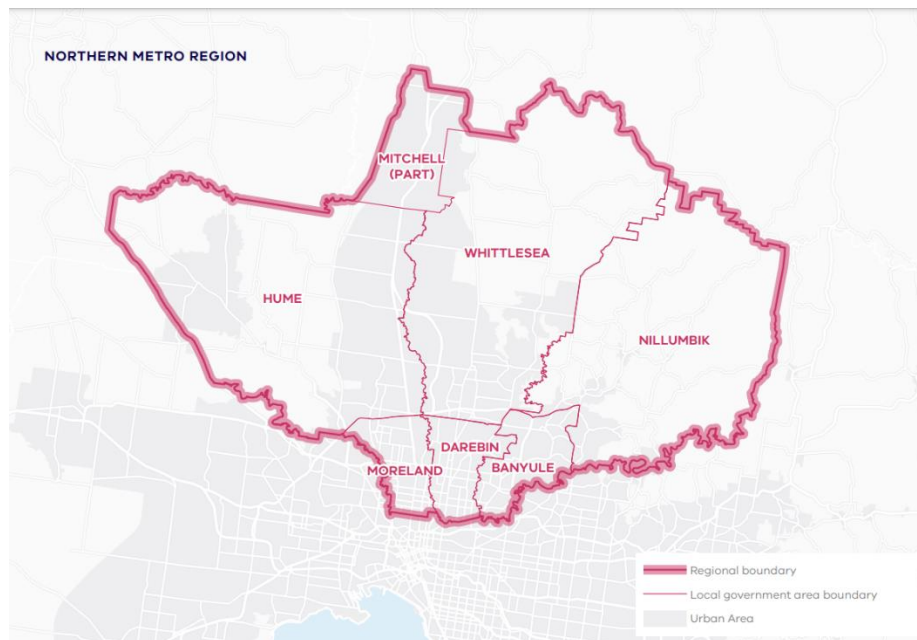 NORTHERN METRO REGION
MITCHELL
(PART)
WHITTLESEA
HUME
NILLUMBIK
DAREBIN
MORELAND
BANYULE
Regional boundary
Local government area boundary
Urban Area